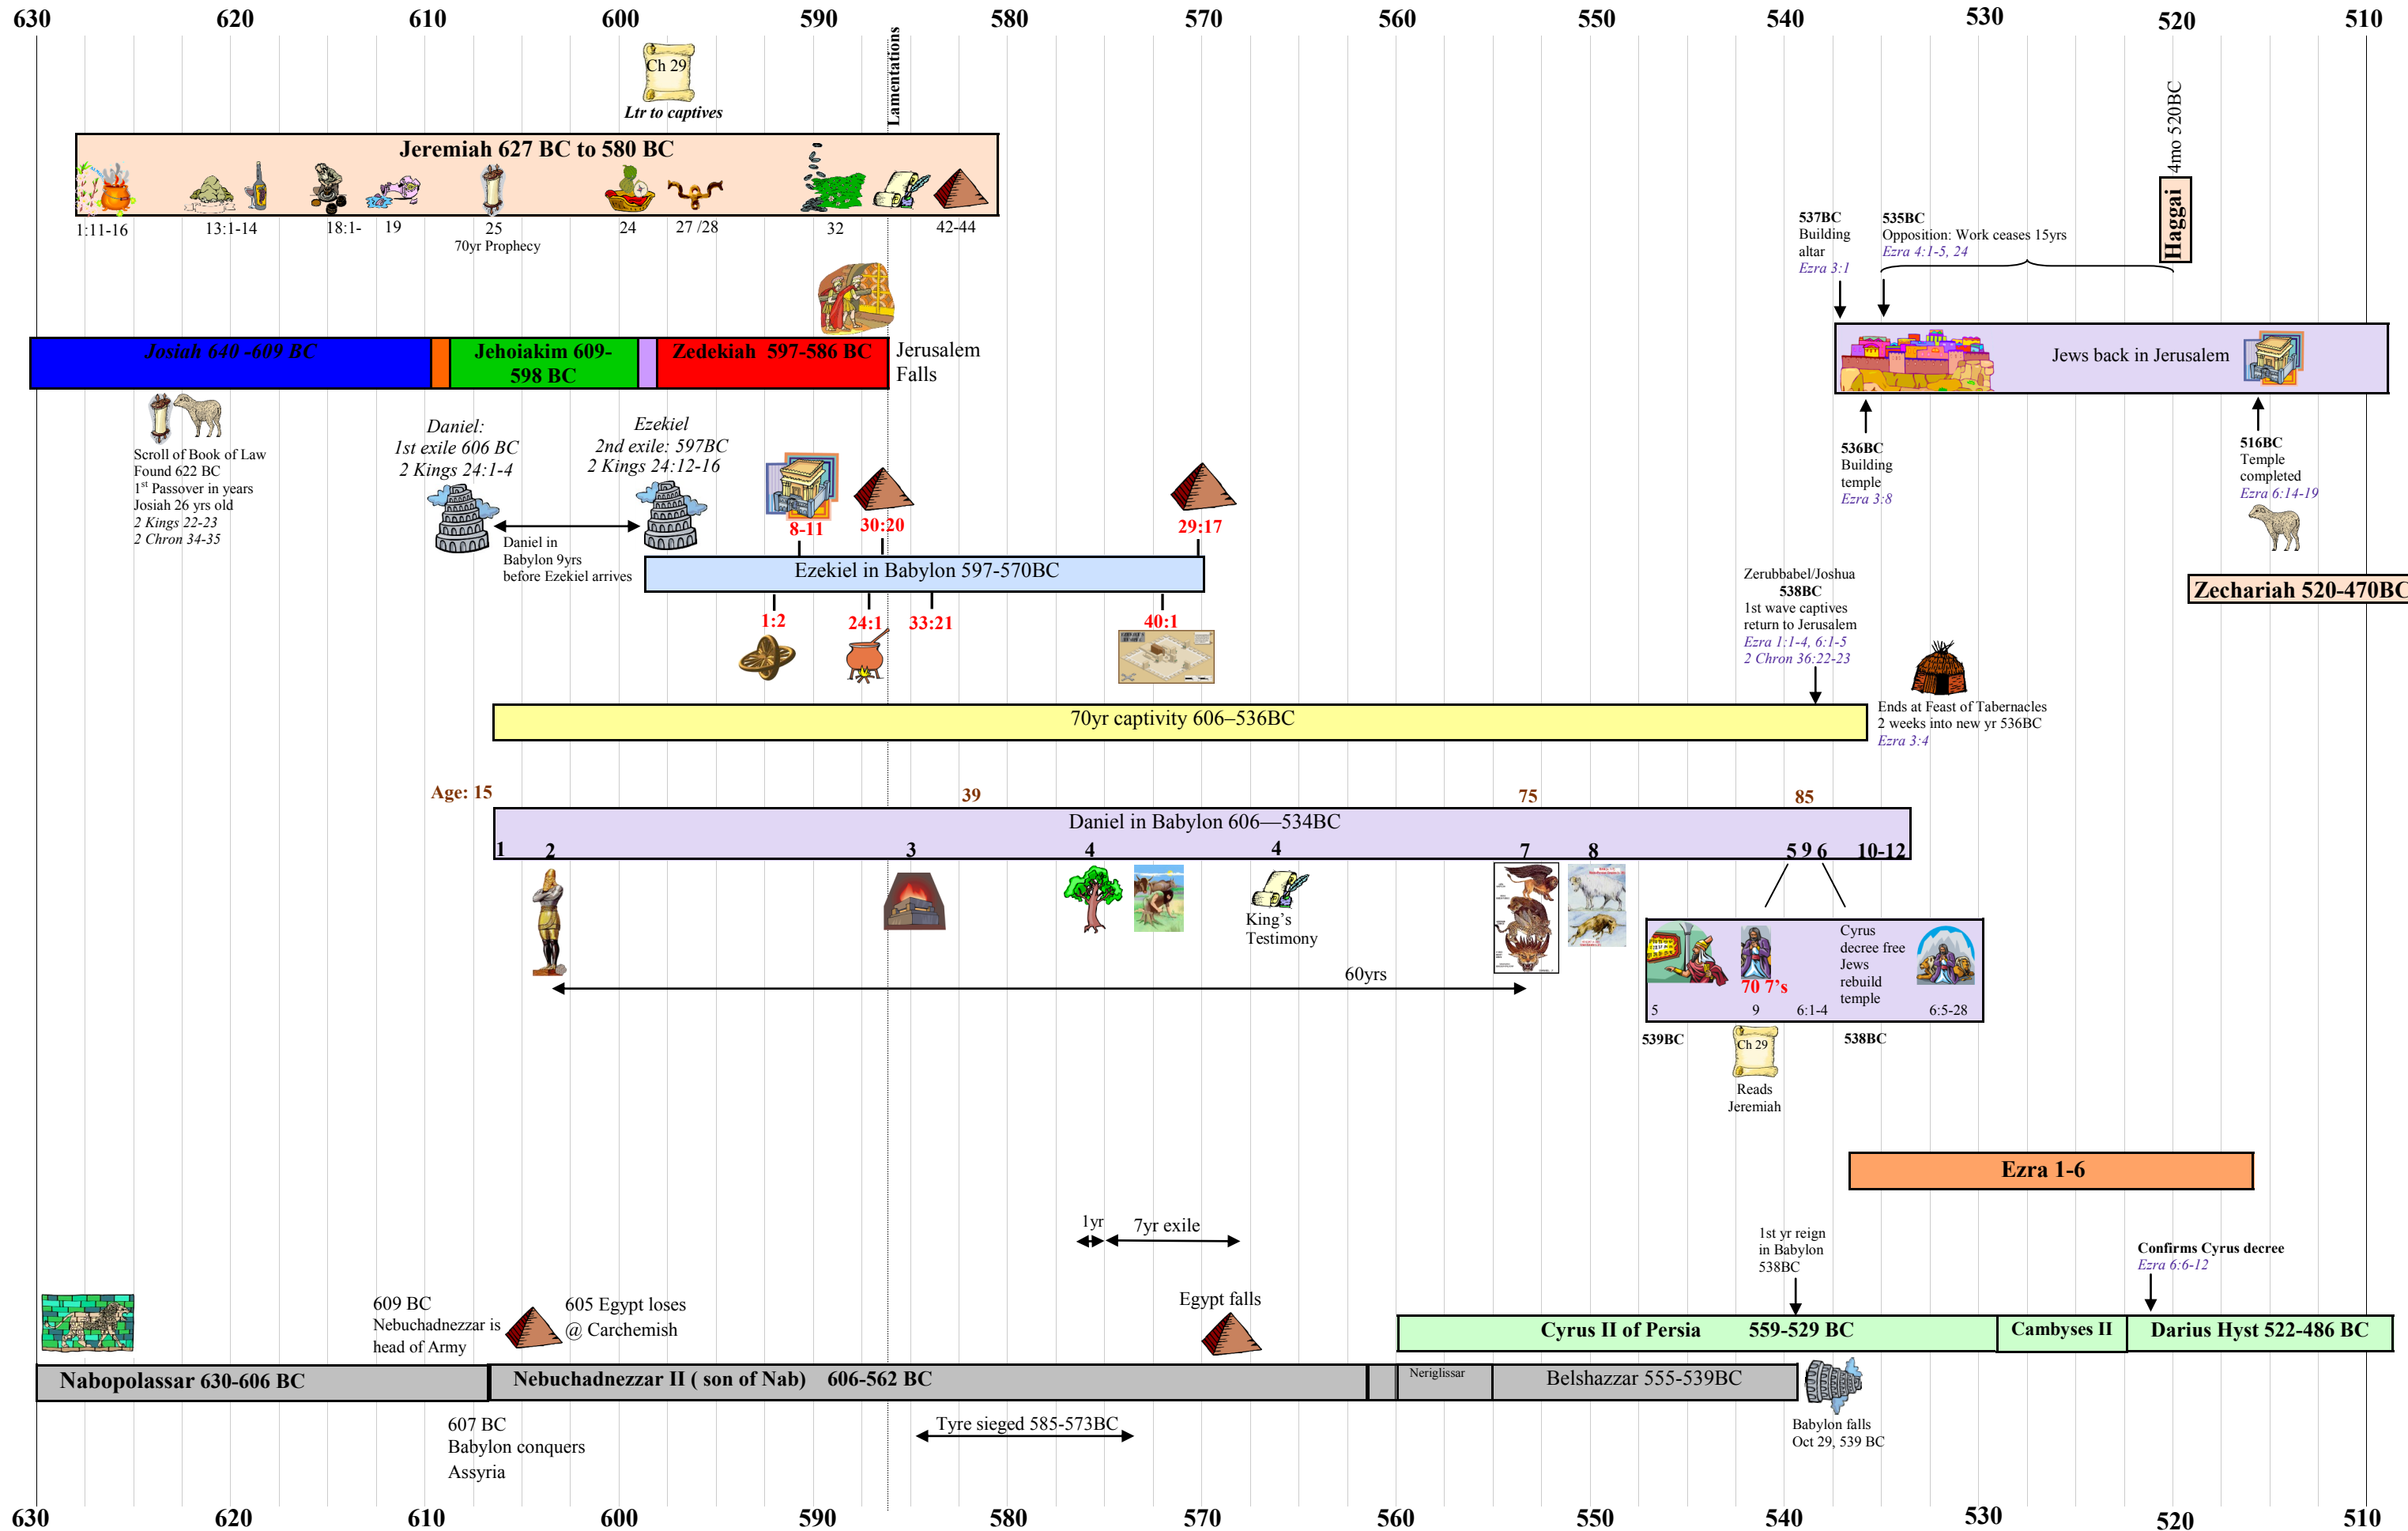 630 620 610 600 590 580 570 560 550 540 530 520 510
Lamentations
Ch 29
Ltr to captives
4mo 520BC
Haggai
Jeremiah 627 BC to 580 BC
1:11-16
13:1-14
18:1-
19
25
70yr Prophecy
24
27 /28
32
42-44
537BC
Building
altar
Ezra 3:1
535BC
Opposition: Work ceases 15yrs
Ezra 4:1-5, 24
Josiah 640 -609 BC
Jehoiakim 609-
598 BC
Zedekiah 597-586 BC
Jerusalem
Falls
Jews back in Jerusalem
Scroll of Book of Law
Found 622 BC
1st Passover in years
Josiah 26 yrs old
2 Kings 22-23
2 Chron 34-35
Daniel:
1st exile 606 BC
2 Kings 24:1-4
Ezekiel
2nd exile: 597BC
2 Kings 24:12-16
Daniel in
Babylon 9yrs
before Ezekiel arrives
8-11
30:20
29:17
536BC
Building
temple
Ezra 3:8
516BC
Temple
completed
Ezra 6:14-19
Ezekiel in Babylon 597-570BC
1:2
24:1
33:21
40:1
Zerubbabel/Joshua
538BC
1st wave captives
return to Jerusalem
Ezra 1:1-4, 6:1-5
2 Chron 36:22-23
Zechariah 520-470BC
70yr captivity 606–536BC
Ends at Feast of Tabernacles
2 weeks into new yr 536BC
Ezra 3:4
Age: 15
39
75
85
Daniel in Babylon 606—534BC
1 2 3 4 4 7 8 5 9 6 10-12
King's
Testimony
60yrs
70 7's
Cyrus
decree free
Jews
rebuild
temple
5
9
6:1-4
6:5-28
539BC
538BC
Ch 29
Reads
Jeremiah
Ezra 1-6
1yr
7yr exile
1st yr reign
in Babylon
538BC
Confirms Cyrus decree
Ezra 6:6-12
609 BC
Nebuchadnezzar is
head of Army
605 Egypt loses
@ Carchemish
Egypt falls
Cyrus II of Persia 559-529 BC
Cambyses II
Darius Hyst 522-486 BC
Nabopolassar 630-606 BC
Nebuchadnezzar II ( son of Nab) 606-562 BC
Neriglissar
Belshazzar 555-539BC
607 BC
Babylon conquers
Assyria
Tyre sieged 585-573BC
Babylon falls
Oct 29, 539 BC
630 620 610 600 590 580 570 560 550 540 530 520 510